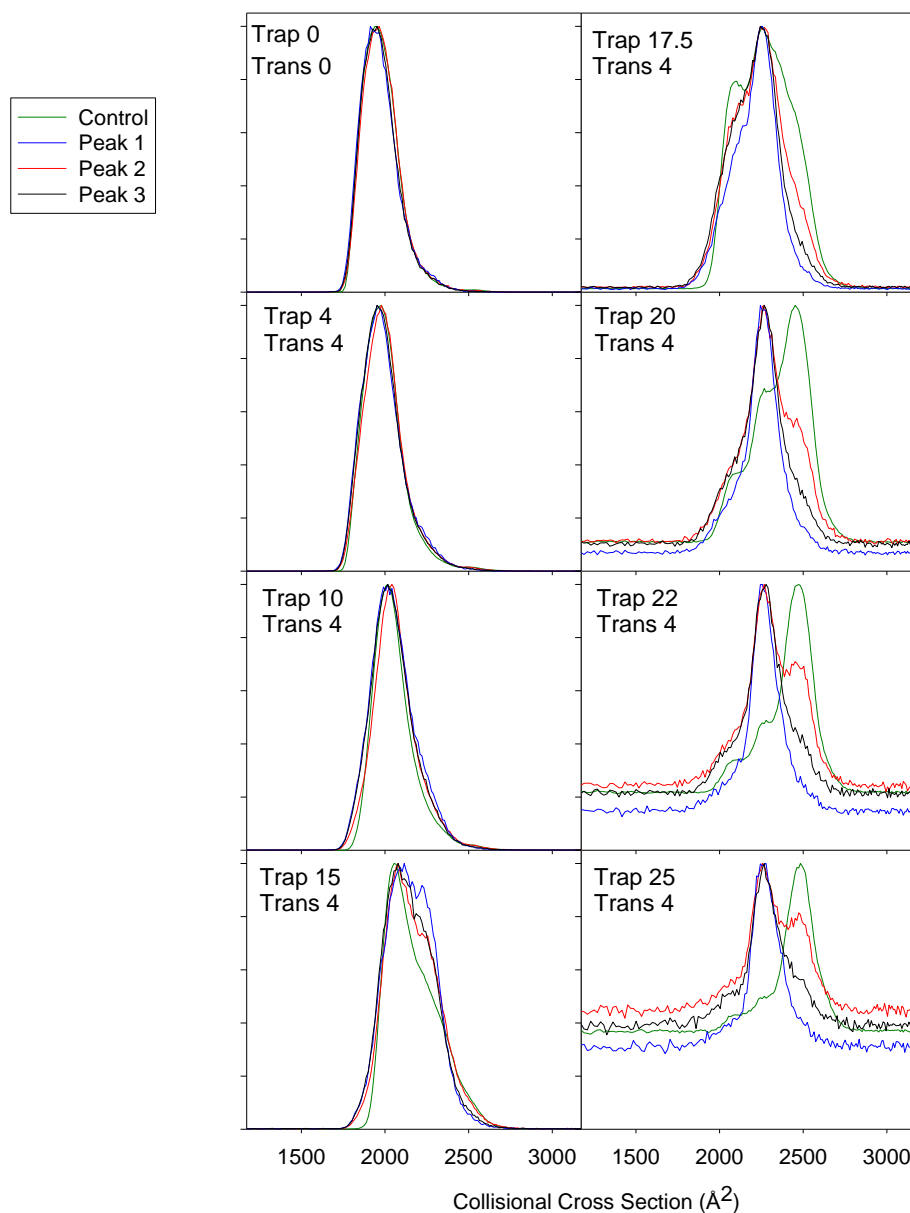 Control
Peak 1
Peak 2
Peak 3
Trap 0
Trans 0
Trap 17.5
Trans 4
Trap 4
Trans 4
Trap 20
Trans 4
Trap 10
Trans 4
Trap 22
Trans 4
Trap 15
Trans 4
Trap 25
Trans 4
1500 2000 2500 3000 1500 2000 2500 3000
Collisional Cross Section (Å²)